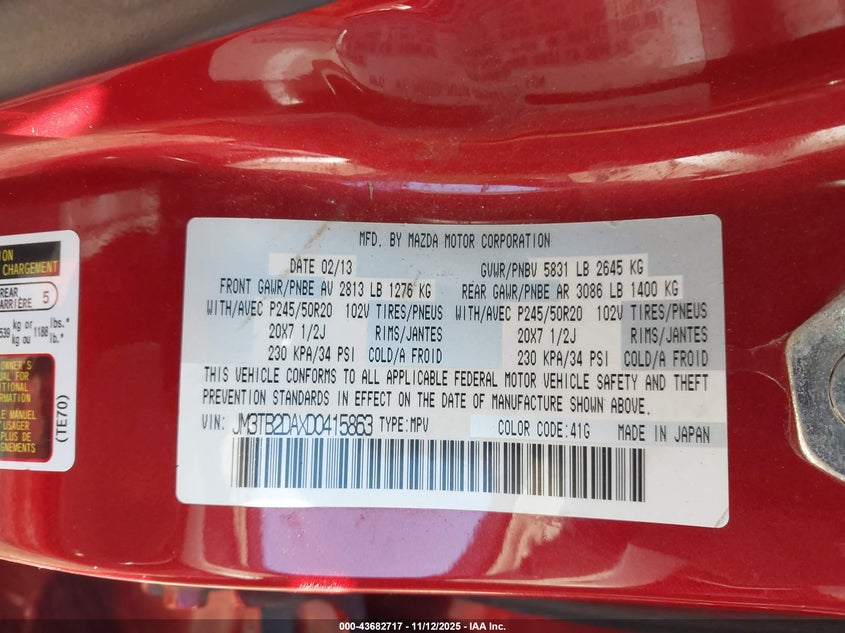 MFD. BY MAZDA MOTOR CORPORATION
DATE 02/13 GVWR/PNBV 5831 LB 2645 KG
FRONT GAWR/PNBE AV 2813 LB 1276 KG REAR GAWR/PNBE AR 3086 LB 1400 KG
WITH/AVEC P245/50R20 102V TIRES/PNEUS WITH/AVEC P245/50R20 102V TIRES/PNEUS
20X7 1/2J RIMS/JANTES 20X7 1/2J RIMS/JANTES
230 KPA/34 PSI COLD/A FROID 230 KPA/34 PSI COLD/A FROID
THIS VEHICLE CONFORMS TO ALL APPLICABLE FEDERAL MOTOR VEHICLE SAFETY AND THEFT
PREVENTION STANDARDS IN EFFECT ON THE DATE OF MANUFACTURE SHOWN ABOVE.
VIN: JM3TB2DAXD0415863 TYPE:MPV COLOR CODE:41G MADE IN JAPAN
CHARGEMENT
REAR
ARRIÈRE 5
539 kg or 1188 lbs.*
kg ou lb.*
OWNER'S
FOR
(TE70)
000-43682717 - 11/12/2025 - IAA Inc.